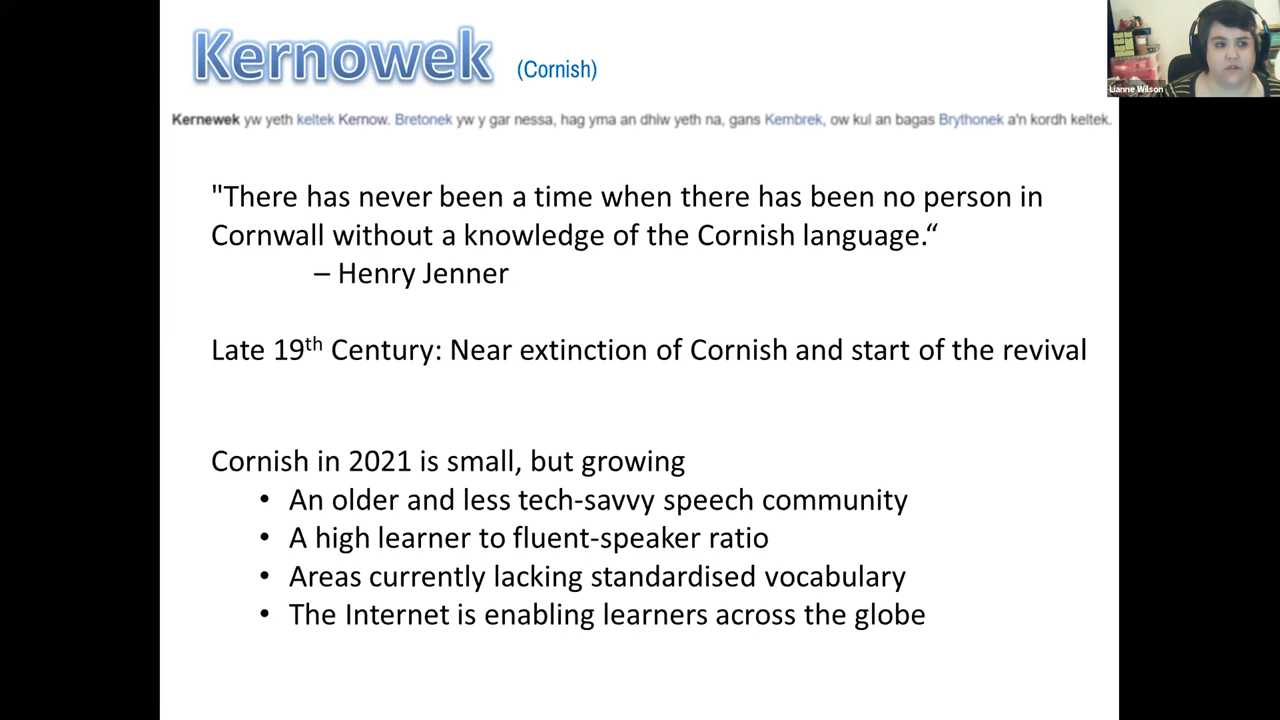 Kernowek (Cornish)
Lianne Wilson
Kernewek yw yeth keltek Kernow. Bretonek yw y gar nessa, hag yma an dhiw yeth na, gans Kembrek, ow kul an bagas Brythonek a'n kordh keltek.
"There has never been a time when there has been no person in
Cornwall without a knowledge of the Cornish language.“
– Henry Jenner
Late 19th Century: Near extinction of Cornish and start of the revival
Cornish in 2021 is small, but growing
• An older and less tech-savvy speech community
• A high learner to fluent-speaker ratio
• Areas currently lacking standardised vocabulary
• The Internet is enabling learners across the globe